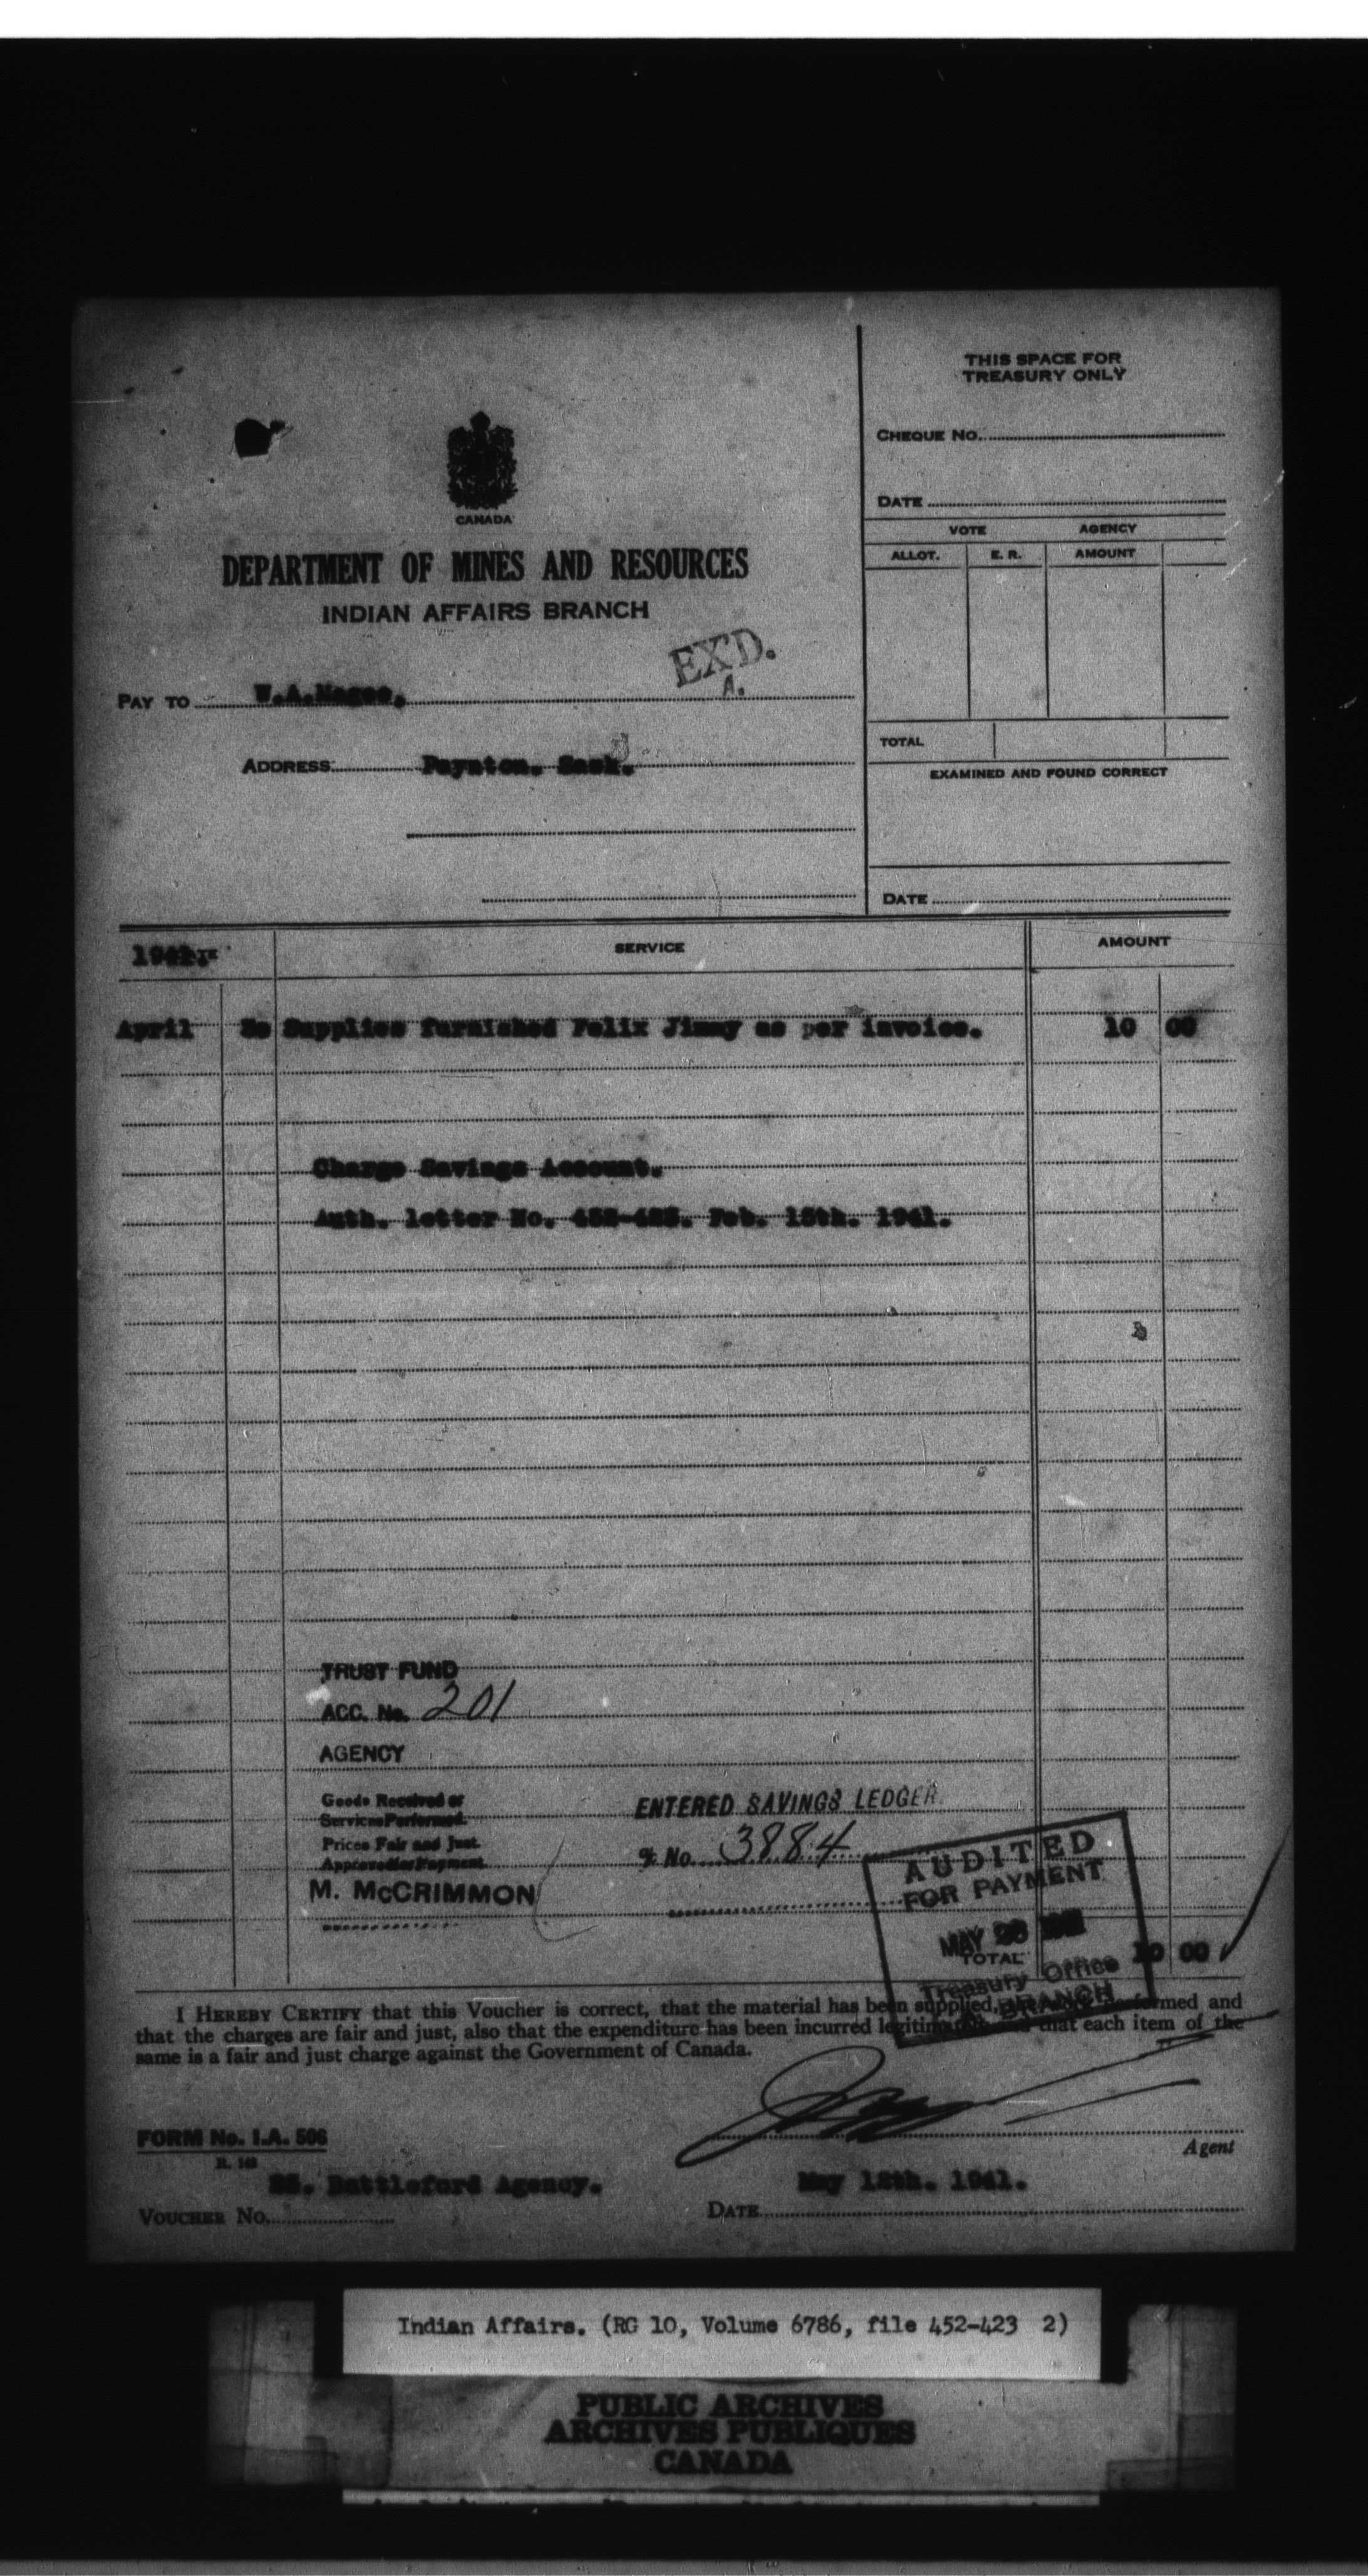 THIS SPACE FOR
TREASURY ONLY
CHEQUE No.
DATE
VOTE AGENCY
ALLOT. E. R. AMOUNT
TOTAL
EXAMINED AND FOUND CORRECT
DATE
CANADA
DEPARTMENT OF MINES AND RESOURCES
INDIAN AFFAIRS BRANCH
EX'D.
A.
PAY TO W.A.Magee,
ADDRESS Paynton. Sask.
1941. SERVICE AMOUNT
April Supplies furnished Felix Jimmy as per invoice. 10 00
Charge Savings Account.
Auth. letter No. Feb. 1941.
TRUST FUND
ACC. No. 201
AGENCY
Goods Received or
Services Performed.
Prices Fair and Just.
Approved for Payment
M. McCRIMMON
ENTERED SAVINGS LEDGER
% No. 3884
AUDITED
FOR PAYMENT
MAY
TOTAL 10 00
Treasury Office
BRANCH
I HEREBY CERTIFY that this Voucher is correct, that the material has been supplied, performed and
that the charges are fair and just, also that the expenditure has been incurred that each item of the
same is a fair and just charge against the Government of Canada.
Agent
FORM No. I.A. 506
R. 143
Battleford Agency. May 1941.
VOUCHER No. DATE
Indian Affairs. (RG 10, Volume 6786, file 452-423 2)
PUBLIC ARCHIVES
ARCHIVES PUBLIQUES
CANADA